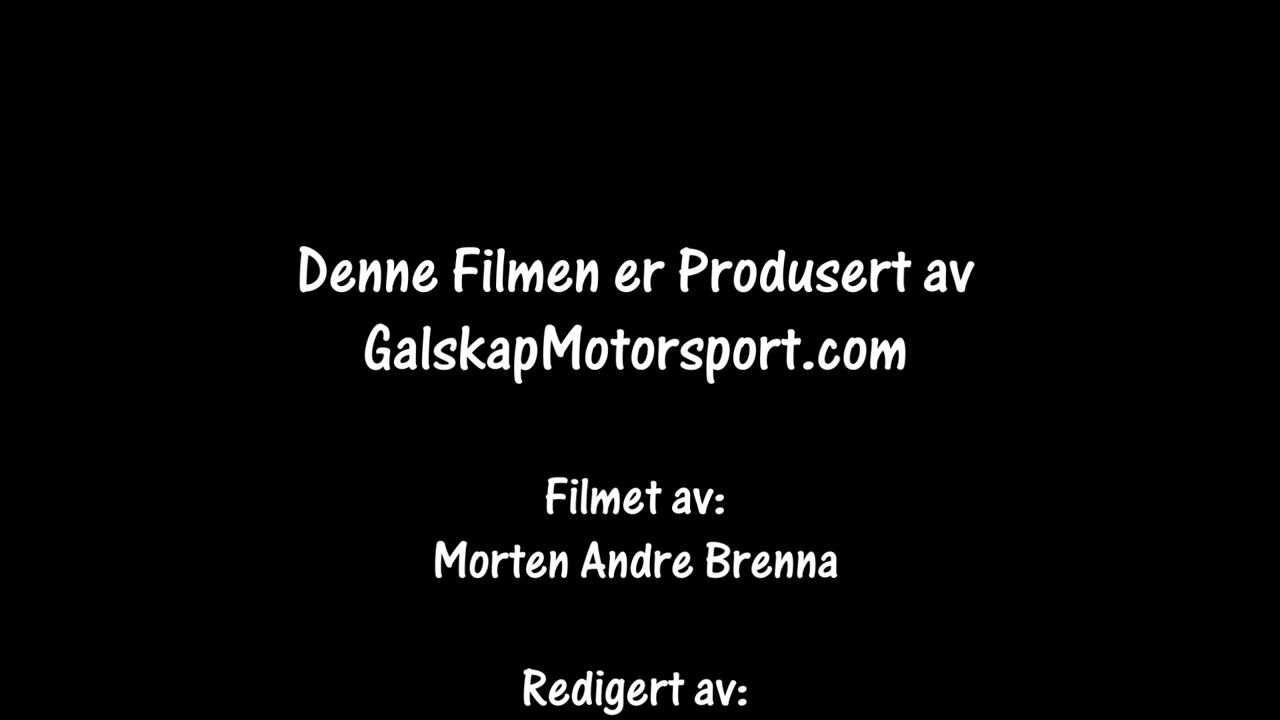 Denne Filmen er Produsert av
GalskapMotorsport.com
Filmet av:
Morten Andre Brenna
Redigert av: